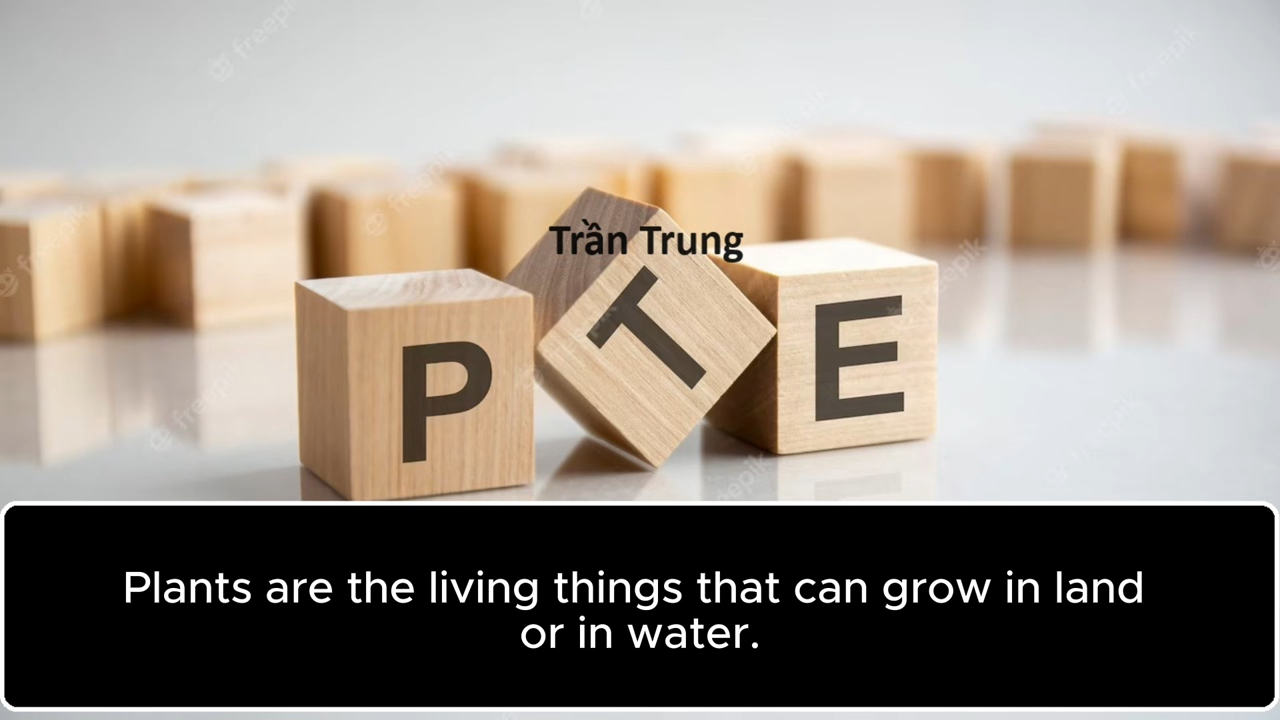 Trần Trung
P T E
Plants are the living things that can grow in land
or in water.